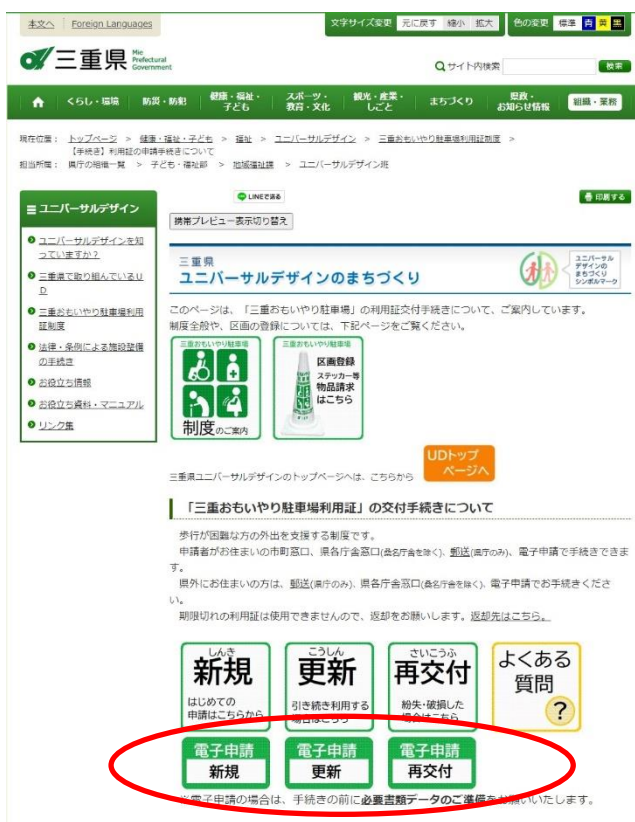 本文へ Foreign Languages 文字サイズ変更 元に戻す 縮小 拡大 色の変更 標準 青 黄 黒
三重県 Mie Prefectural Government
サイト内検索 検索
くらし・環境 防災・防犯 健康・福祉・子ども スポーツ・教育・文化 観光・産業・しごと まちづくり 県政・お知らせ情報 組織・業務
現在位置： トップページ > 健康・福祉・子ども > 福祉 > ユニバーサルデザイン > 三重おもいやり駐車場利用証制度 >
【手続き】利用証の申請手続きについて
担当所属： 県庁の組織一覧 > 子ども・福祉部 > 地域福祉課 > ユニバーサルデザイン班
ユニバーサルデザイン
ユニバーサルデザインを知
っていますか？
三重県で取り組んでいるU
D
三重おもいやり駐車場利用
証制度
法律・条例による施設整備
の手続き
お役立ち情報
お役立ち資料・マニュアル
リンク集
LINEで送る
印刷する
携帯プレビュー表示切り替え
三重県
ユニバーサルデザインのまちづくり
ユニバーサル
デザインの
まちづくり
シンボルマーク
このページは、「三重おもいやり駐車場」の利用証交付手続きについて、ご案内しています。
制度全般や、区画の登録については、下記ページをご覧ください。
三重おもいやり駐車場
制度のご案内
三重おもいやり駐車場
区画登録
ステッカー等
物品請求
はこちら
三重県ユニバーサルデザインのトップページへは、こちらから
UDトップ
ページへ
「三重おもいやり駐車場利用証」の交付手続きについて
歩行が困難な方の外出を支援する制度です。
申請者がお住まいの市町窓口、県各庁舎窓口(桑名庁舎を除く)、郵送(県庁のみ)、電子申請で手続きできま
す。
県外にお住まいの方は、郵送(県庁のみ)、県各庁舎窓口(桑名庁舎を除く)、電子申請でお手続きくださ
い。
期限切れの利用証は使用できませんので、返却をお願いします。返却先はこちら。
しんき
新規
はじめての
申請はこちらから
こうしん
更新
引き続き利用する
場合はこちら
さいこうふ
再交付
紛失・破損した
場合はこちら
よくある
質問
?
電子申請
新規
電子申請
更新
電子申請
再交付
※電子申請の場合は、手続きの前に必要書類データのご準備をお願いいたします。